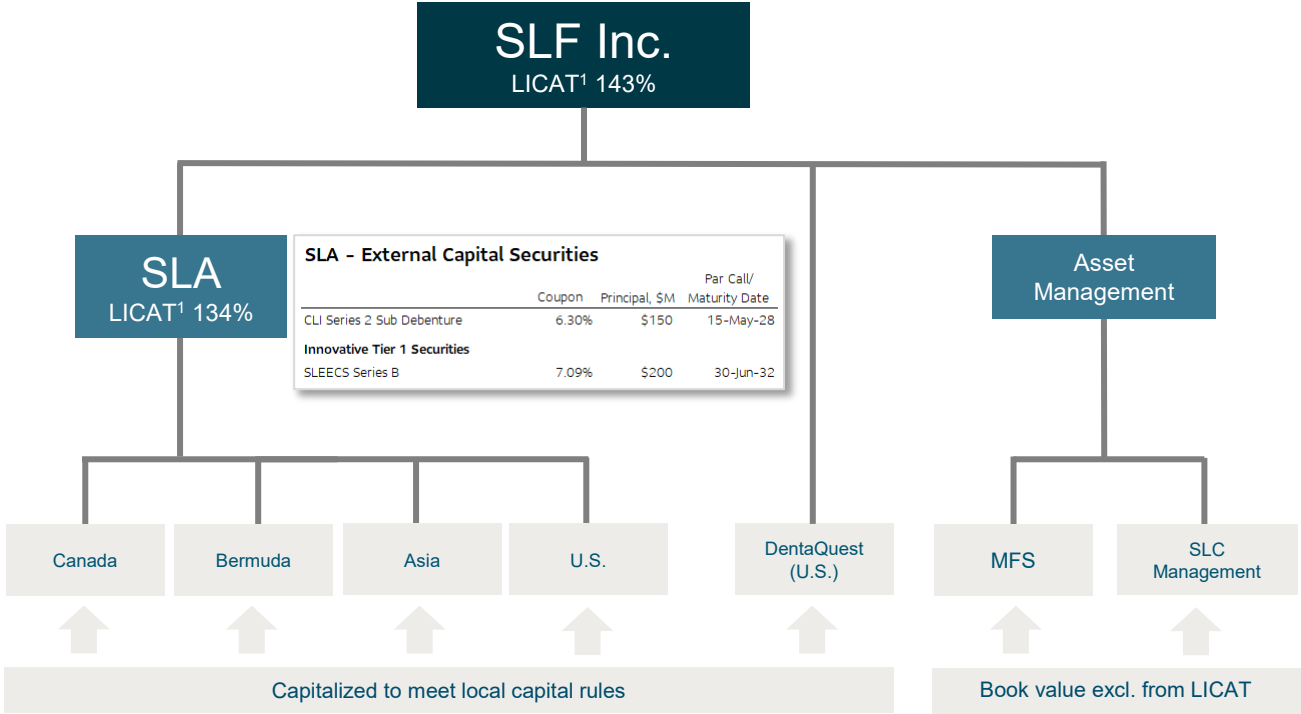 SLF Inc.
LICAT¹ 143%
SLA
LICAT¹ 134%
SLA – External Capital Securities
Par Call/
Coupon Principal, $M Maturity Date
CLI Series 2 Sub Debenture 6.30% $150 15-May-28
Innovative Tier 1 Securities
SLEECS Series B 7.09% $200 30-Jun-32
Asset
Management
Canada
Bermuda
Asia
U.S.
DentaQuest
(U.S.)
MFS
SLC
Management
Capitalized to meet local capital rules
Book value excl. from LICAT